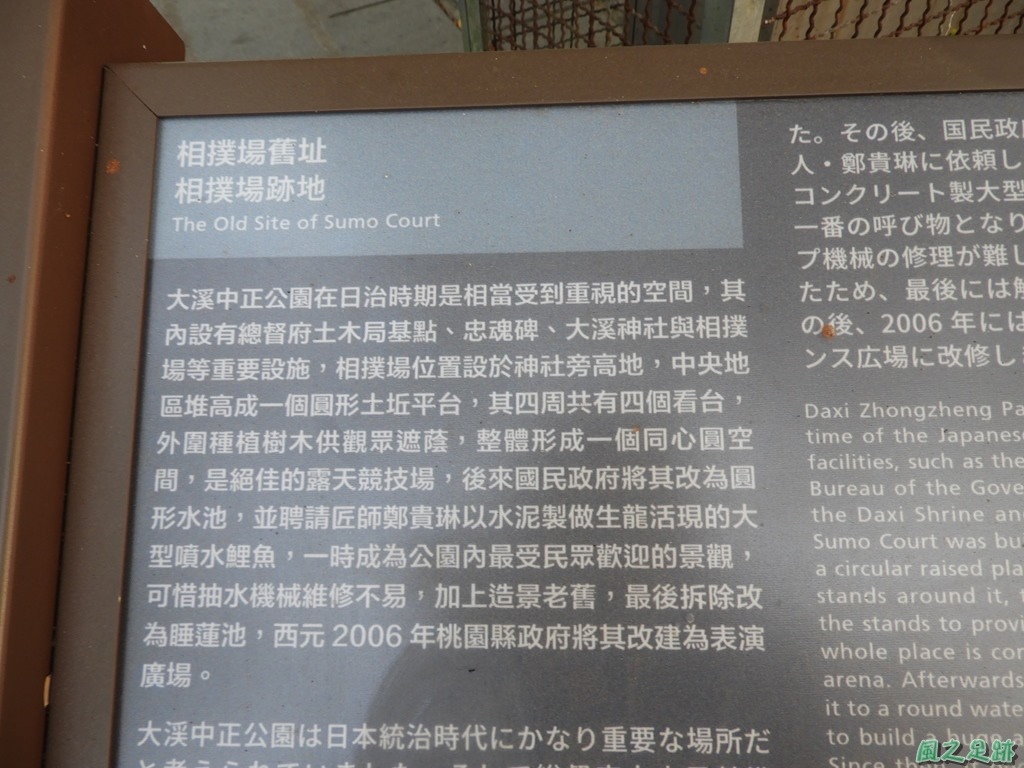 相撲場舊址
相撲場跡地
The Old Site of Sumo Court
大溪中正公園在日治時期是相當受到重視的空間，其
內設有總督府土木局基點、忠魂碑、大溪神社與相撲
場等重要設施，相撲場位置設於神社旁高地，中央地
區堆高成一個圓形土坵平台，其四周共有四個看台，
外圍種植樹木供觀眾遮蔭，整體形成一個同心圓空
間，是絕佳的露天競技場，後來國民政府將其改為圓
形水池，並聘請匠師鄭貴琳以水泥製做生龍活現的大
型噴水鯉魚，一時成為公園內最受民眾歡迎的景觀，
可惜抽水機械維修不易，加上造景老舊，最後拆除改
為睡蓮池，西元 2006 年桃園縣政府將其改建為表演
廣場。
大渓中正公園は日本統治時代にかなり重要な場所だ
た。その後、国民政
人・鄭貴琳に依頼し
コンクリート製大型
一番の呼び物となり
プ機械の修理が難し
たため、最後には
の後、2006 年には
ンス広場に改修し
Daxi Zhongzheng Pa
time of the Japanes
facilities, such as the
Bureau of the Gove
the Daxi Shrine an
Sumo Court was bu
a circular raised pla
stands around it,
the stands to provi
whole place is co
arena. Afterwards
it to a round wate
to build a huge a
Since th
風之足跡